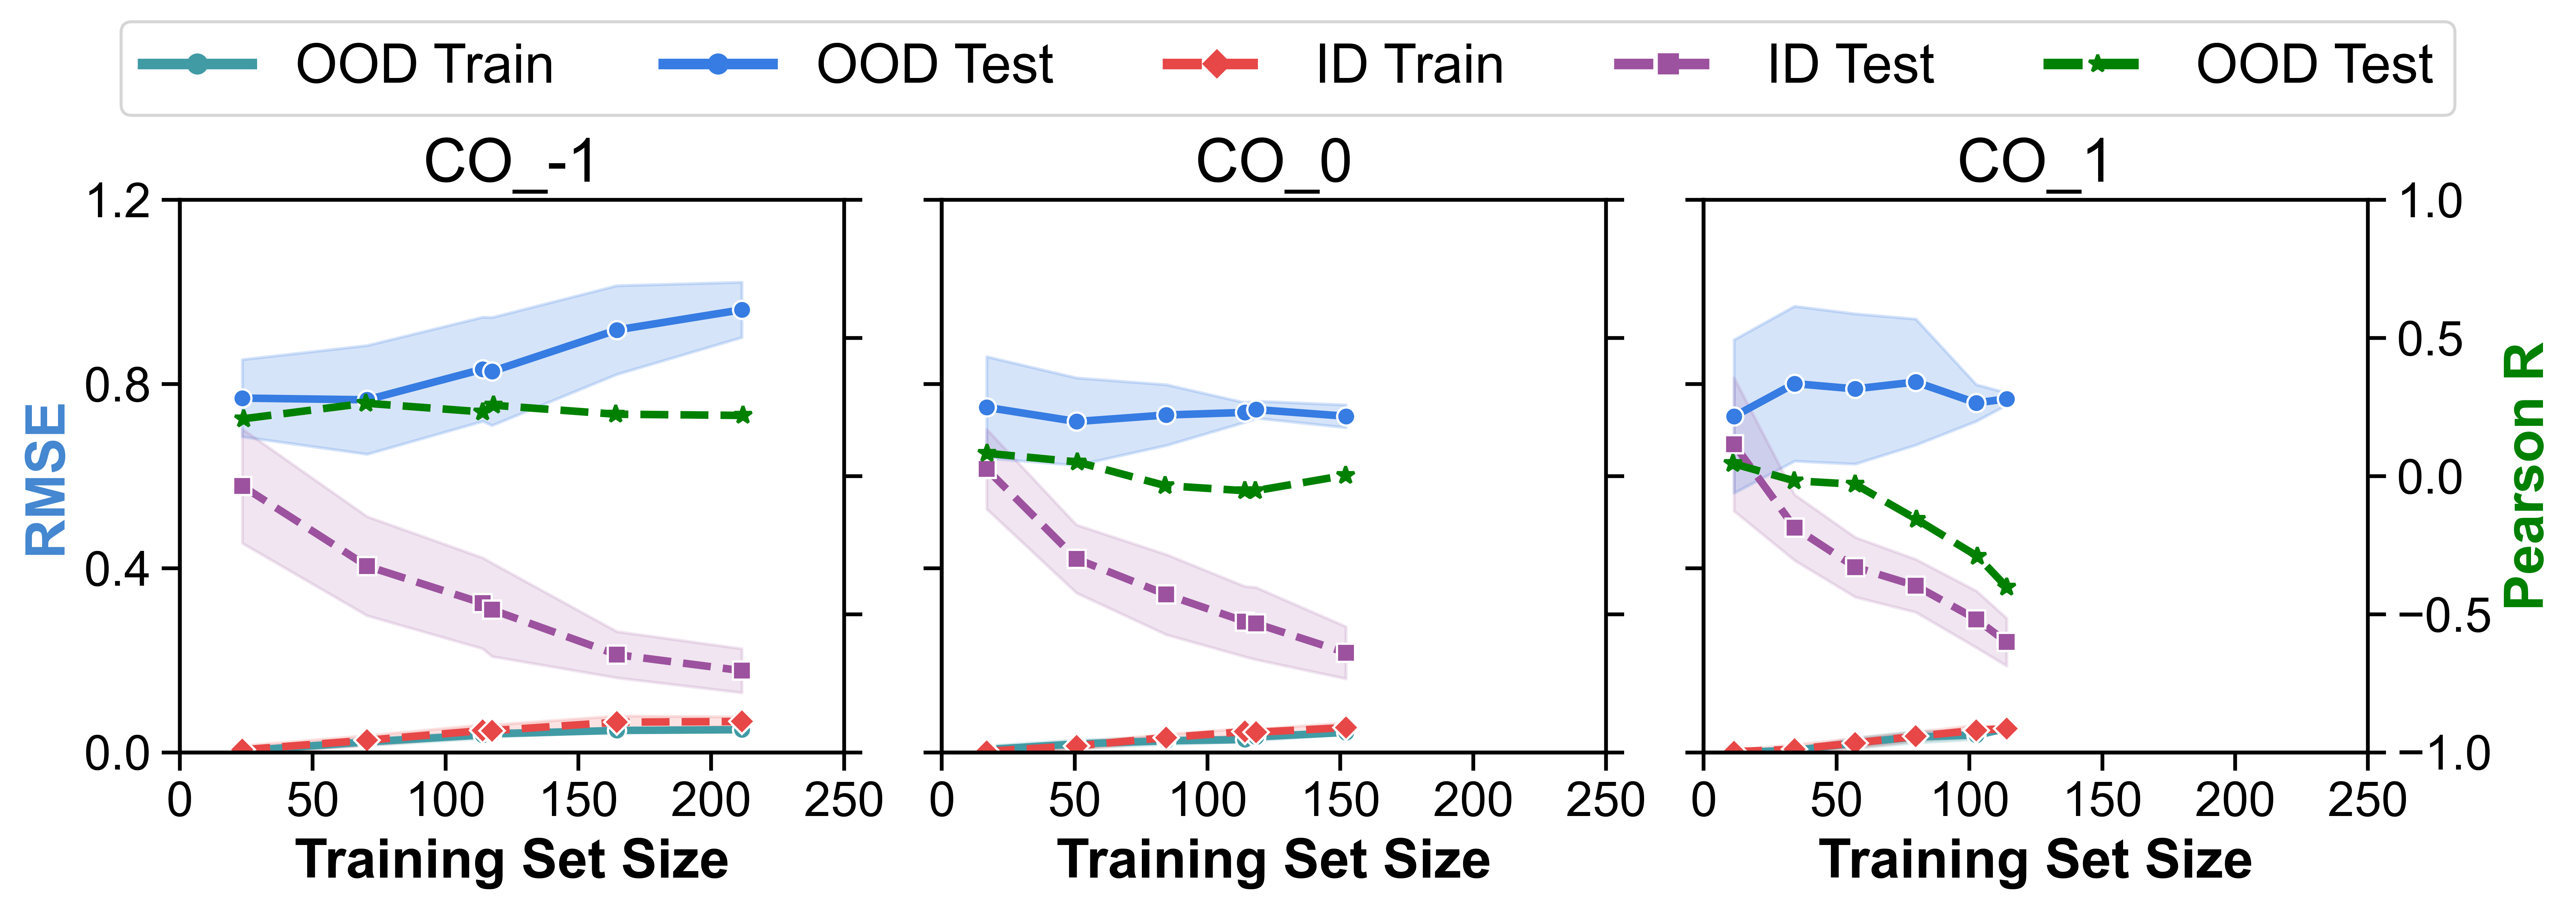 OOD Train OOD Test ID Train ID Test OOD Test
CO_-1 CO_0 CO_1
1.2 1.0
0.5
0.8
0.0
0.4
−0.5
0.0 −1.0
RMSE
Pearson R
0 50 100 150 200 250 0 50 100 150 200 250 0 50 100 150 200 250
Training Set Size Training Set Size Training Set Size